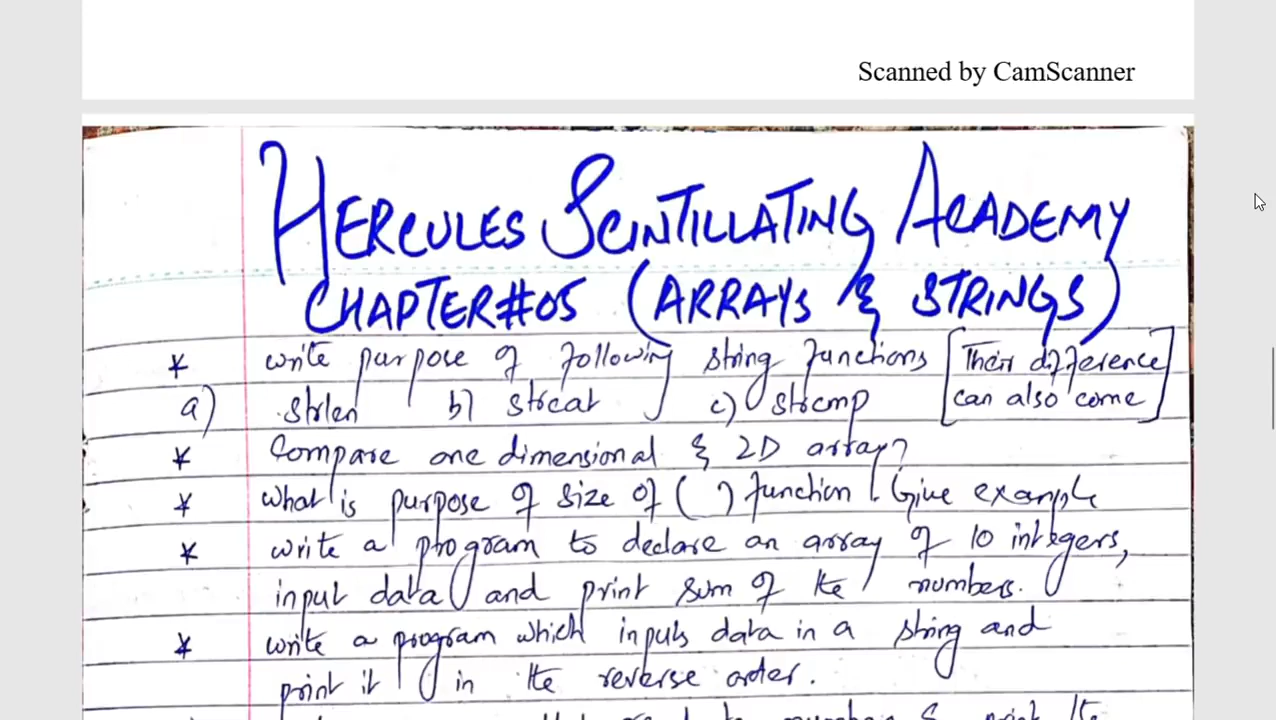 Scanned by CamScanner
HERCULES SCINTILLATING ACADEMY
CHAPTER#05 (ARRAYS & STRINGS)
* write purpose of following string functions [Their difference
a) strlen b) strcat c) strcmp can also come]
* Compare one dimensional & 2D array?
* what is purpose of size of ( ) function. Give example
* write a program to declare an array of 10 integers,
input data and print sum of the numbers.
* write a program which inputs data in a string and
print it in the reverse order.